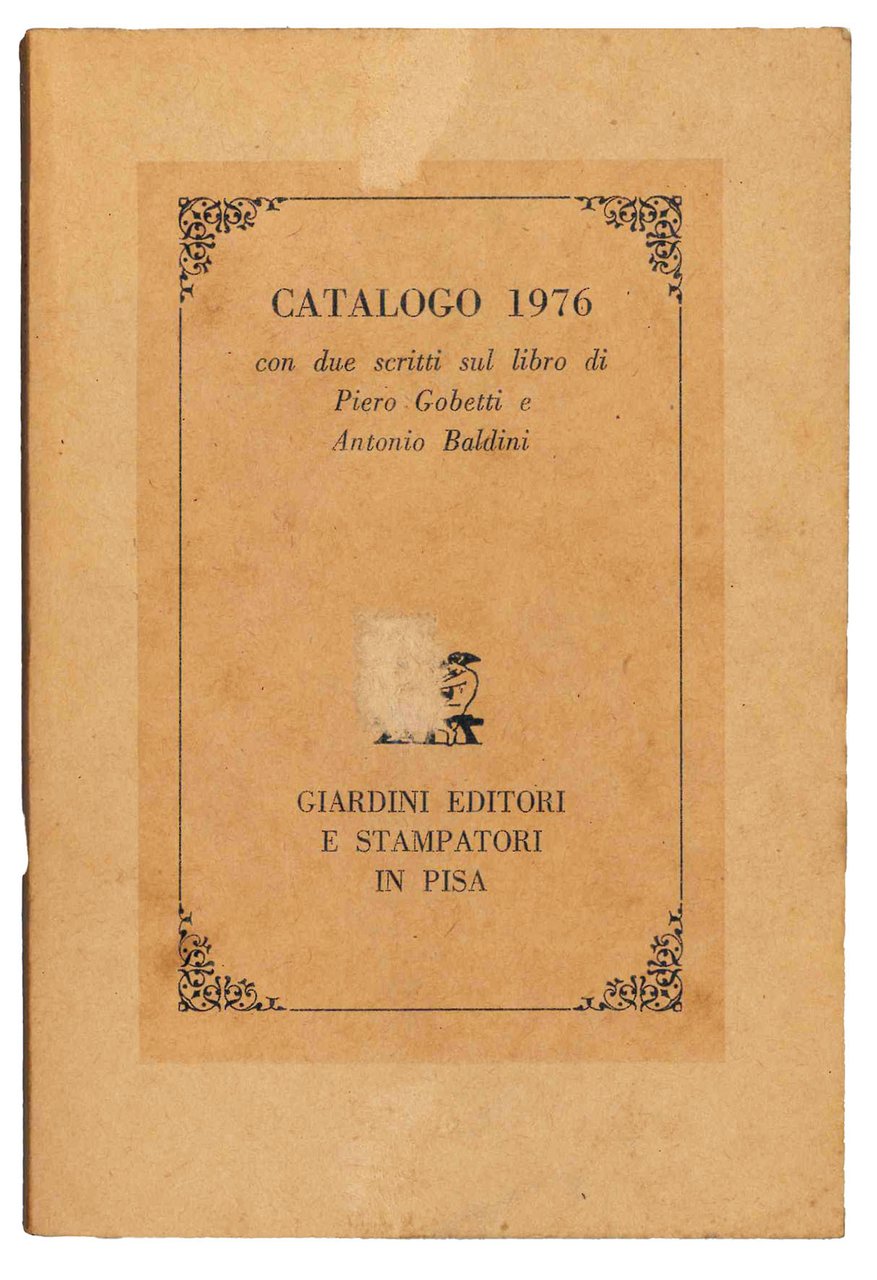 CATALOGO 1976
con due scritti sul libro di
Piero Gobetti e
Antonio Baldini
GIARDINI EDITORI
E STAMPATORI
IN PISA